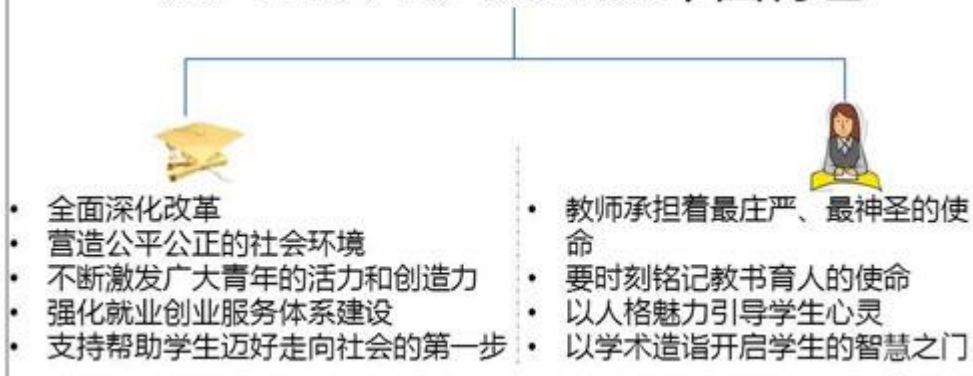 • 全面深化改革
• 营造公平公正的社会环境
• 不断激发广大青年的活力和创造力
• 强化就业创业服务体系建设
• 支持帮助学生迈好走向社会的第一步
• 教师承担着最庄严、最神圣的使
命
• 要时刻铭记教书育人的使命
• 以人格魅力引导学生心灵
• 以学术造诣开启学生的智慧之门